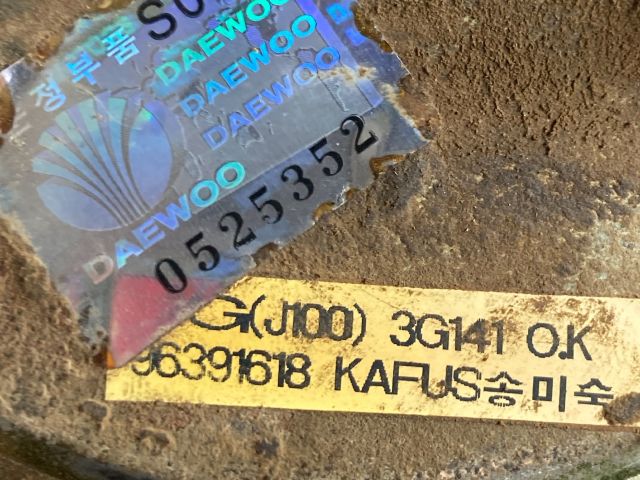 정부품 SU
DAEWOO
DAEWOO
DAEWOO
DAEWOO
0525352
G(J100) 3G141 O.K
96391618 KAFUS송미숙